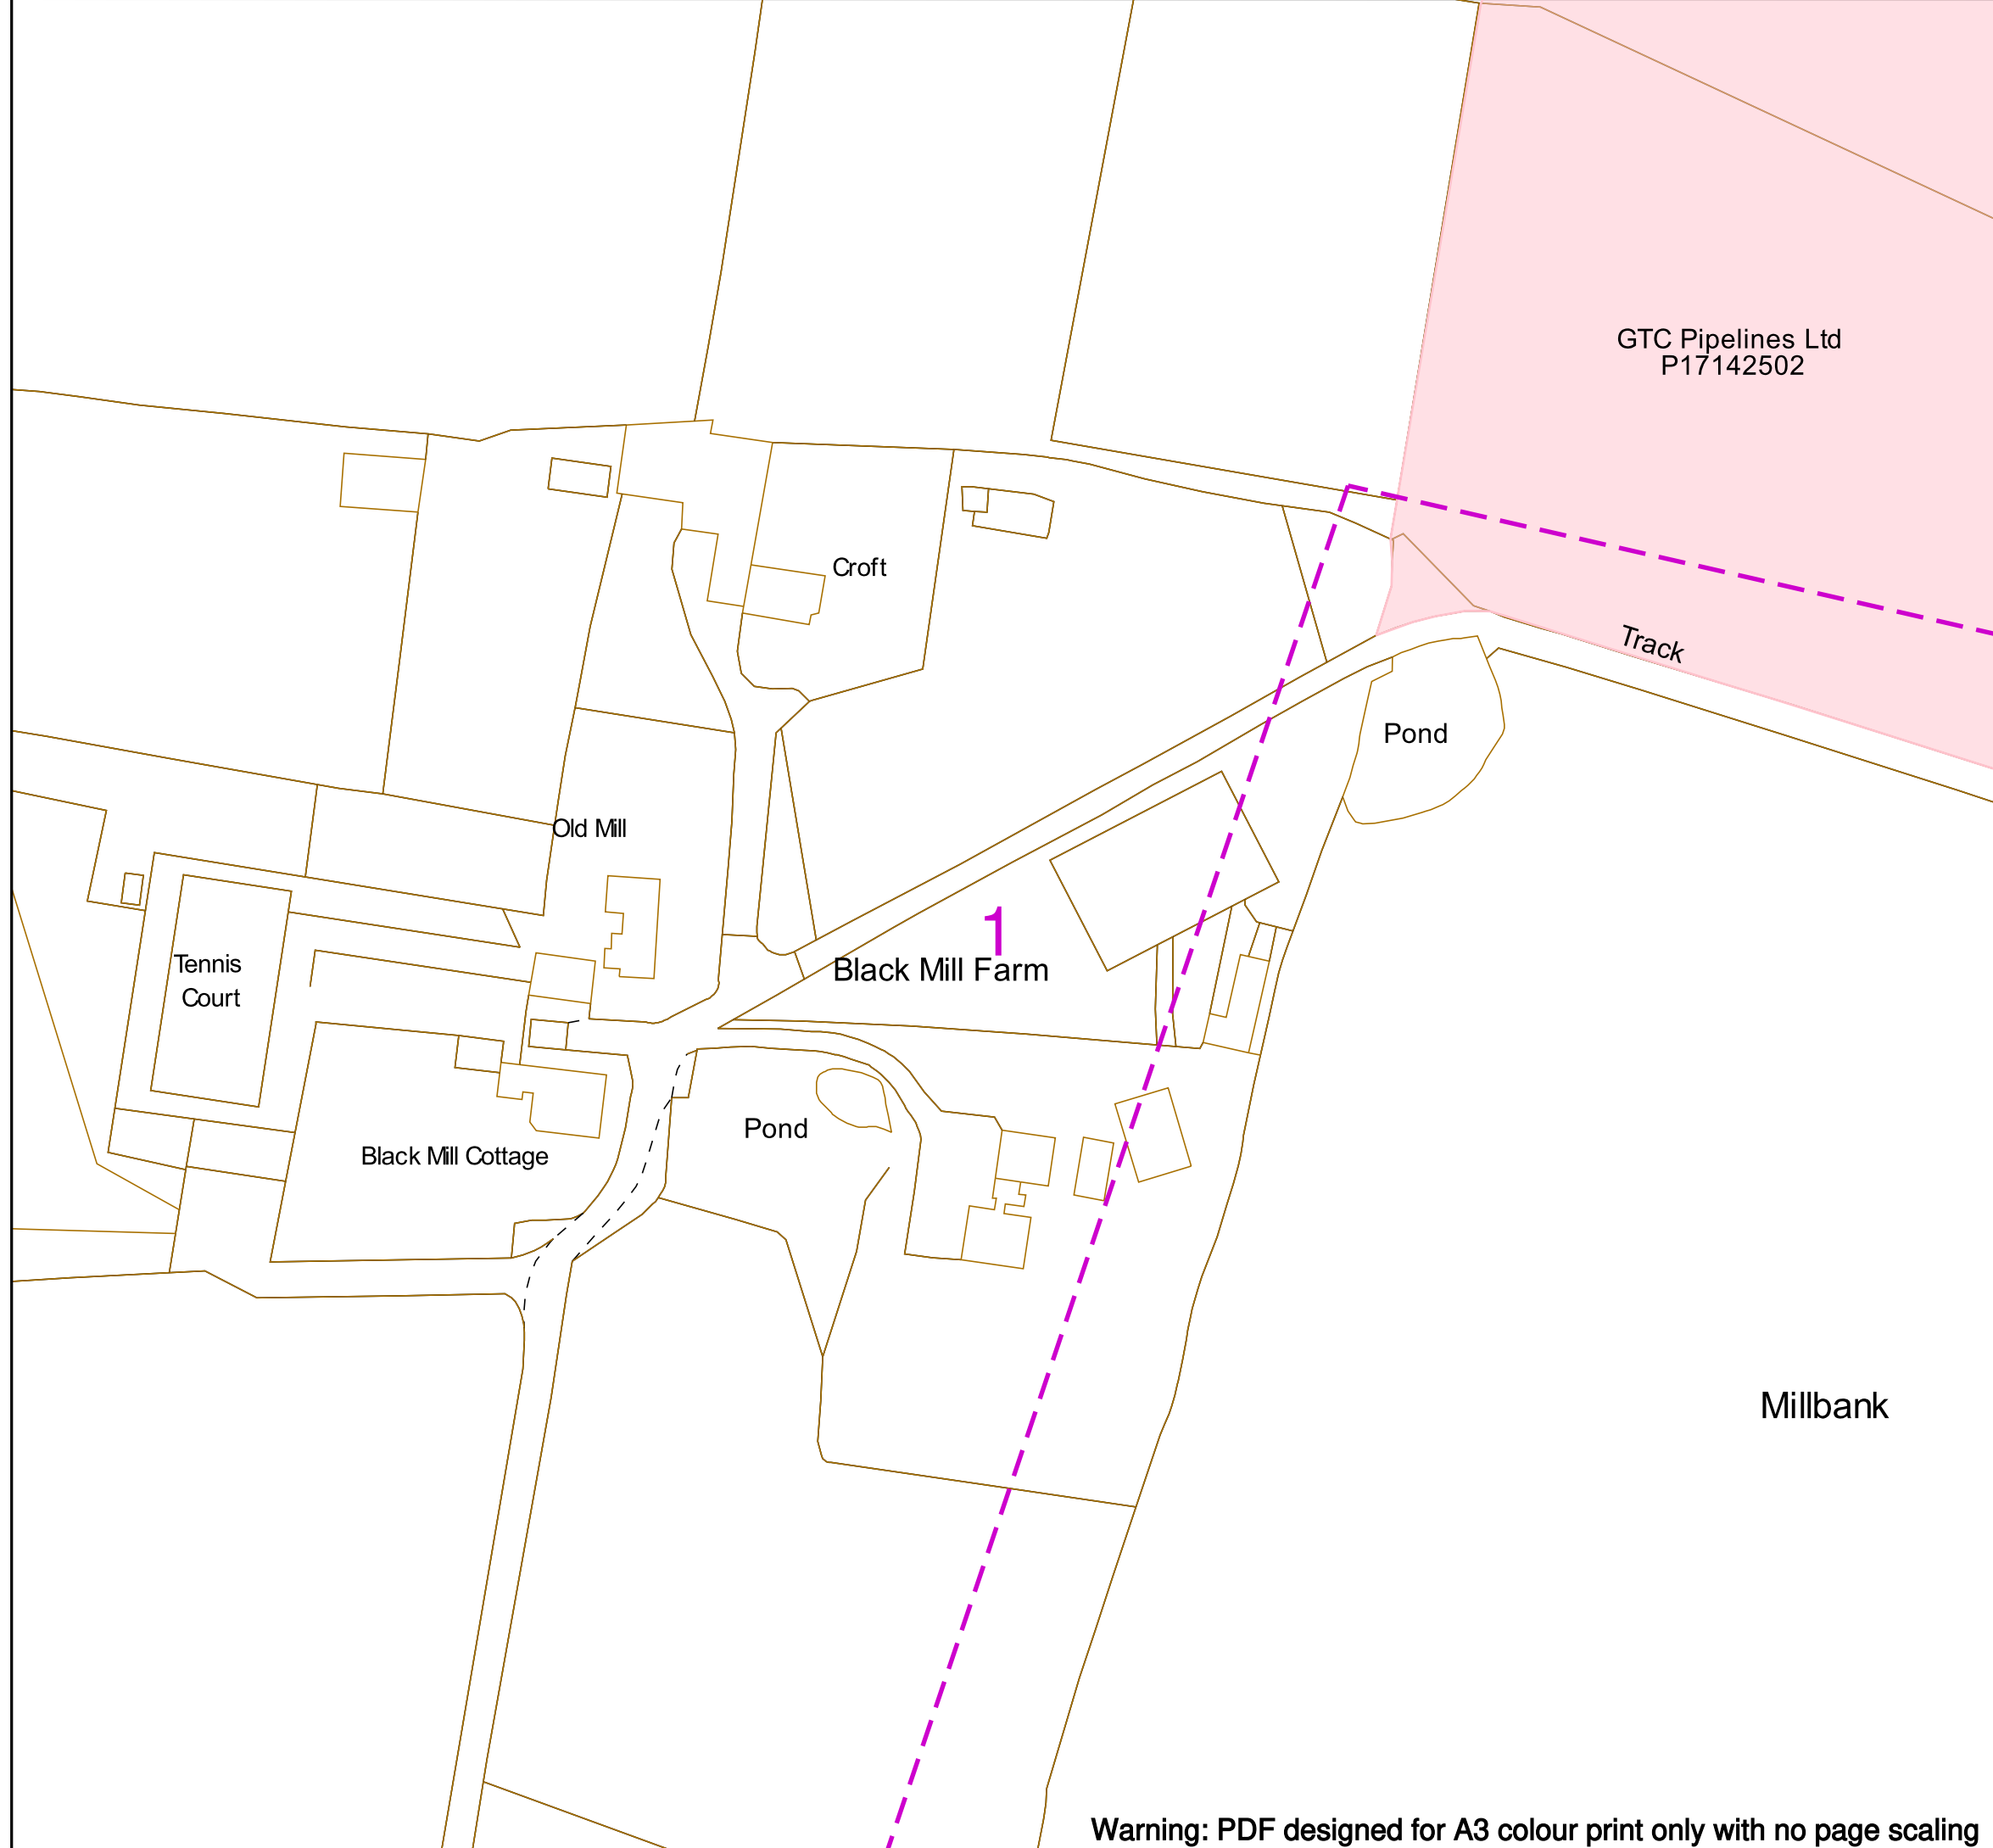 GTC Pipelines Ltd
P17142502
Croft
Track
Pond
Old Mill
1
Black Mill Farm
Tennis
Court
Pond
Black Mill Cottage
Millbank
Warning: PDF designed for A3 colour print only with no page scaling